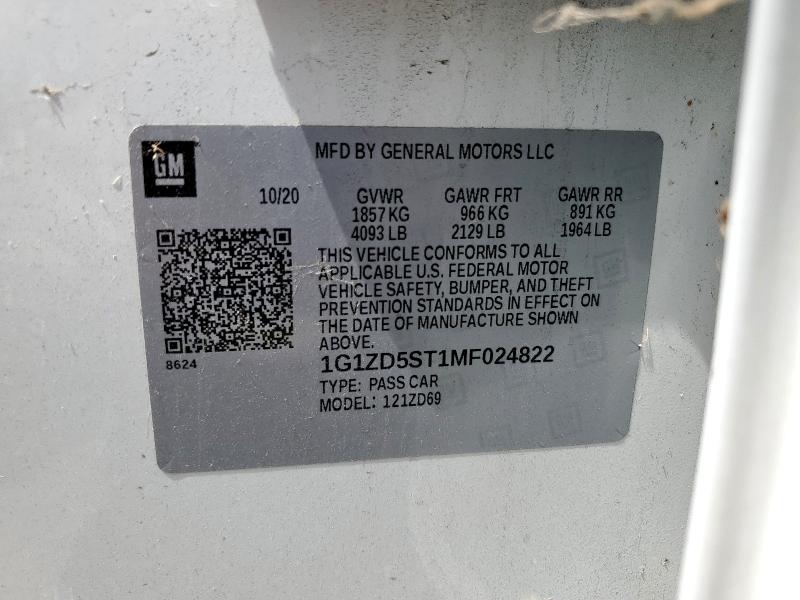 GM
MFD BY GENERAL MOTORS LLC
10/20 GVWR GAWR FRT GAWR RR
1857 KG 966 KG 891 KG
4093 LB 2129 LB 1964 LB
THIS VEHICLE CONFORMS TO ALL
APPLICABLE U.S. FEDERAL MOTOR
VEHICLE SAFETY, BUMPER, AND THEFT
PREVENTION STANDARDS IN EFFECT ON
THE DATE OF MANUFACTURE SHOWN
ABOVE.
8624
1G1ZD5ST1MF024822
TYPE: PASS CAR
MODEL: 121ZD69